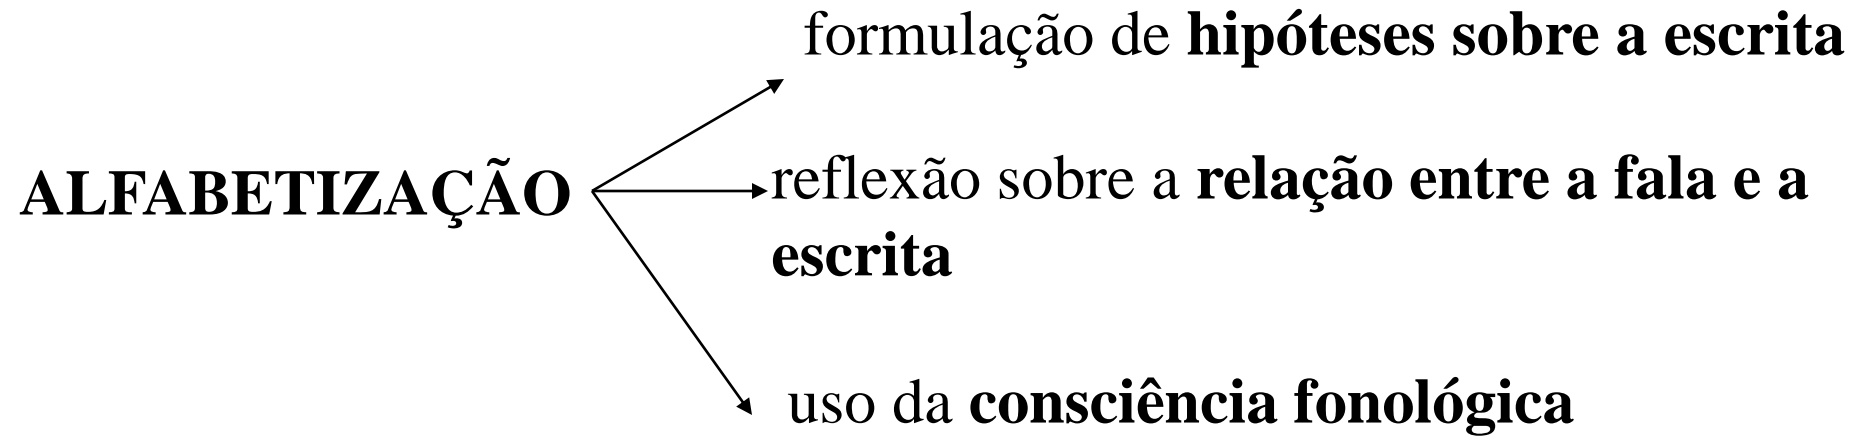 formulação de hipóteses sobre a escrita
ALFABETIZAÇÃO
reflexão sobre a relação entre a fala e a
escrita
uso da consciência fonológica